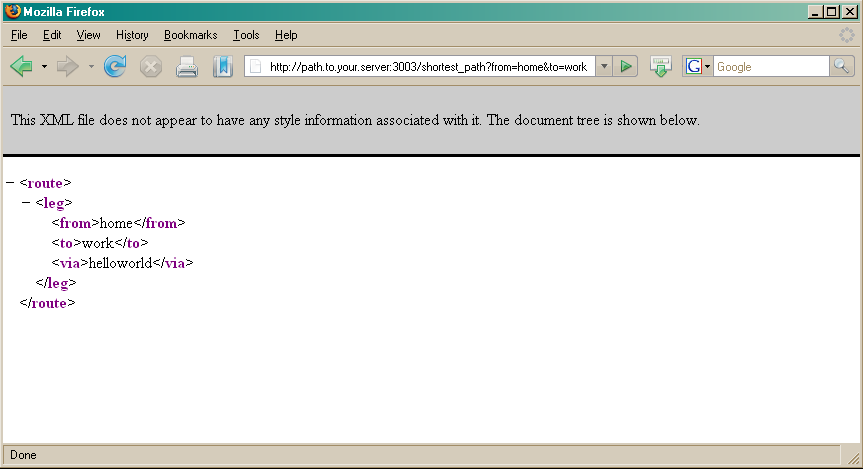 Mozilla Firefox
File Edit View History Bookmarks Tools Help
http://path.to.your.server:3003/shortest_path?from=home&to=work G Google
This XML file does not appear to have any style information associated with it. The document tree is shown below.
− <route>
− <leg>
<from>home</from>
<to>work</to>
<via>helloworld</via>
</leg>
</route>
Done